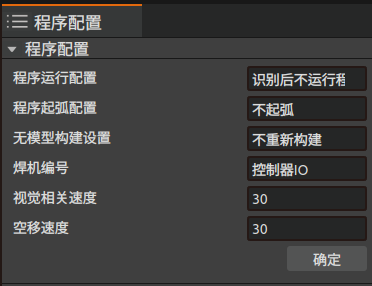 程序配置
程序配置
程序运行配置 识别后不运行程
程序起弧配置 不起弧
无模型构建设置 不重新构建
焊机编号 控制器IO
视觉相关速度 30
空移速度 30
确定